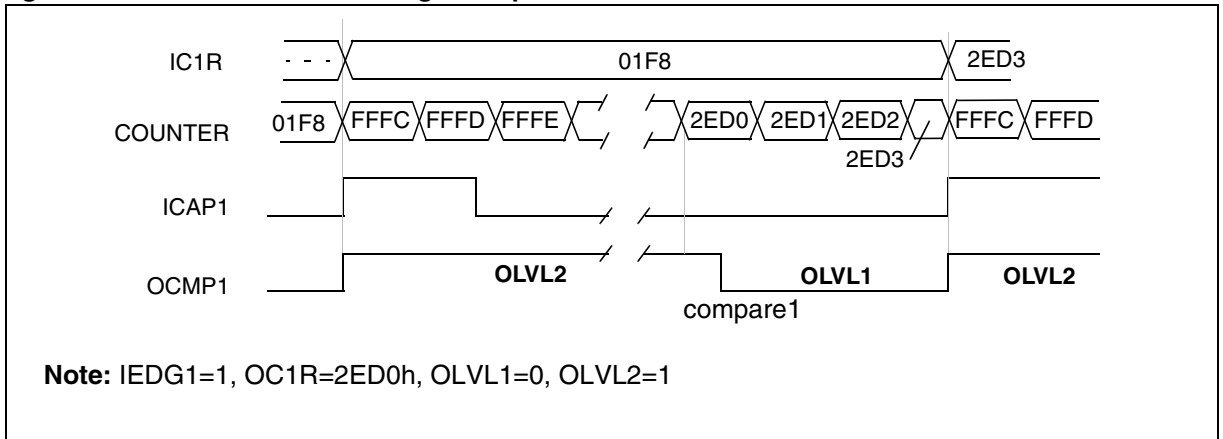 IC1R - - - 01F8 2ED3
COUNTER 01F8 FFFC FFFD FFFE 2ED0 2ED1 2ED2 FFFC FFFD
2ED3
ICAP1
OLVL2 OLVL1 OLVL2
OCMP1
compare1
Note: IEDG1=1, OC1R=2ED0h, OLVL1=0, OLVL2=1